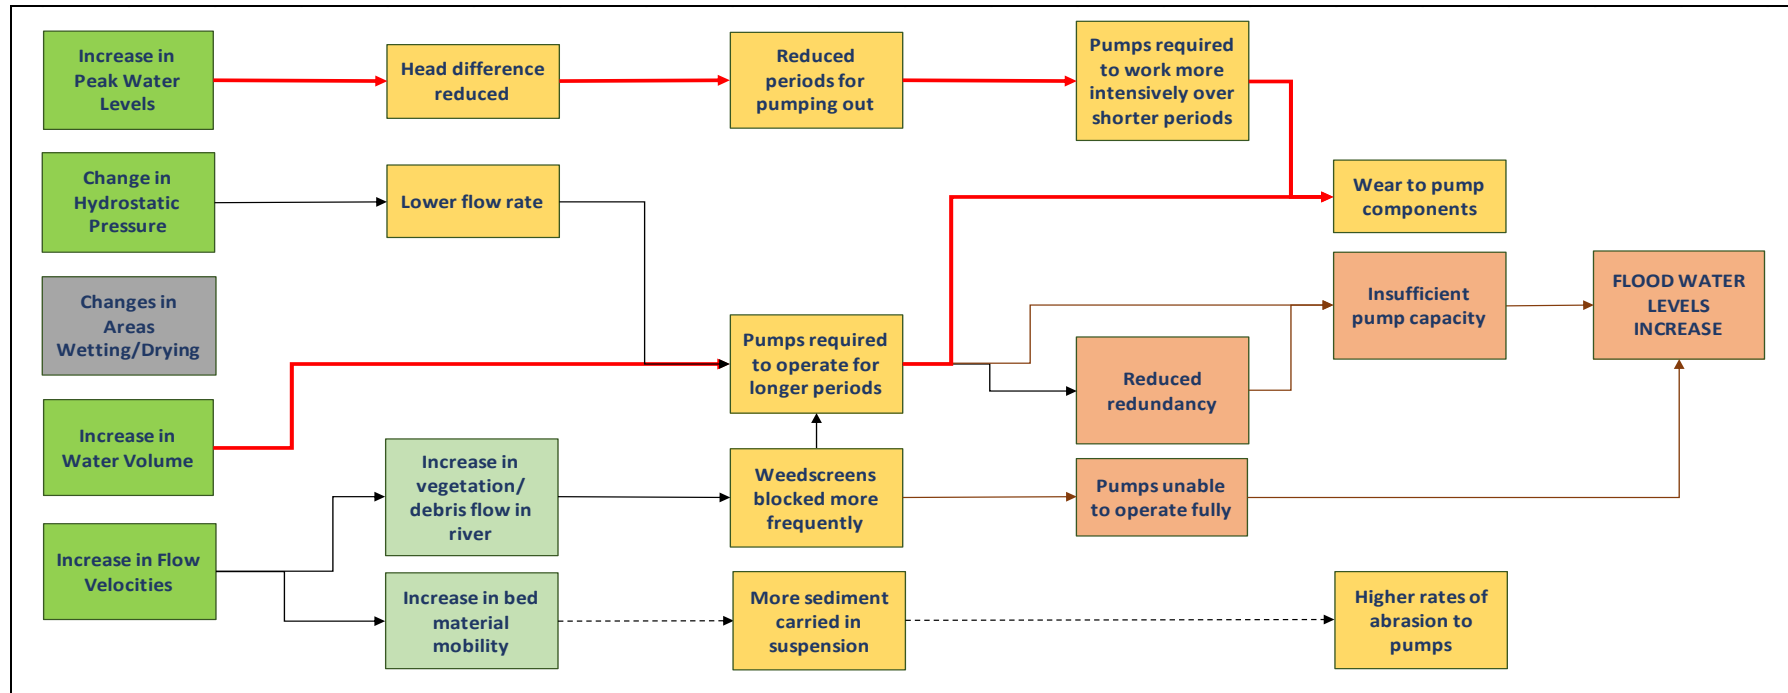 Increase in
Peak Water
Levels
Head difference
reduced
Reduced
periods for
pumping out
Pumps required
to work more
intensively over
shorter periods
Change in
Hydrostatic
Pressure
Lower flow rate
Wear to pump
components
Changes in
Areas
Wetting/Drying
Pumps required
to operate for
longer periods
Reduced
redundancy
Insufficient
pump capacity
FLOOD WATER
LEVELS
INCREASE
Increase in
Water Volume
Increase in
vegetation/
debris flow in
river
Weedscreens
blocked more
frequently
Pumps unable
to operate fully
Increase in Flow
Velocities
Increase in bed
material
mobility
More sediment
carried in
suspension
Higher rates of
abrasion to
pumps